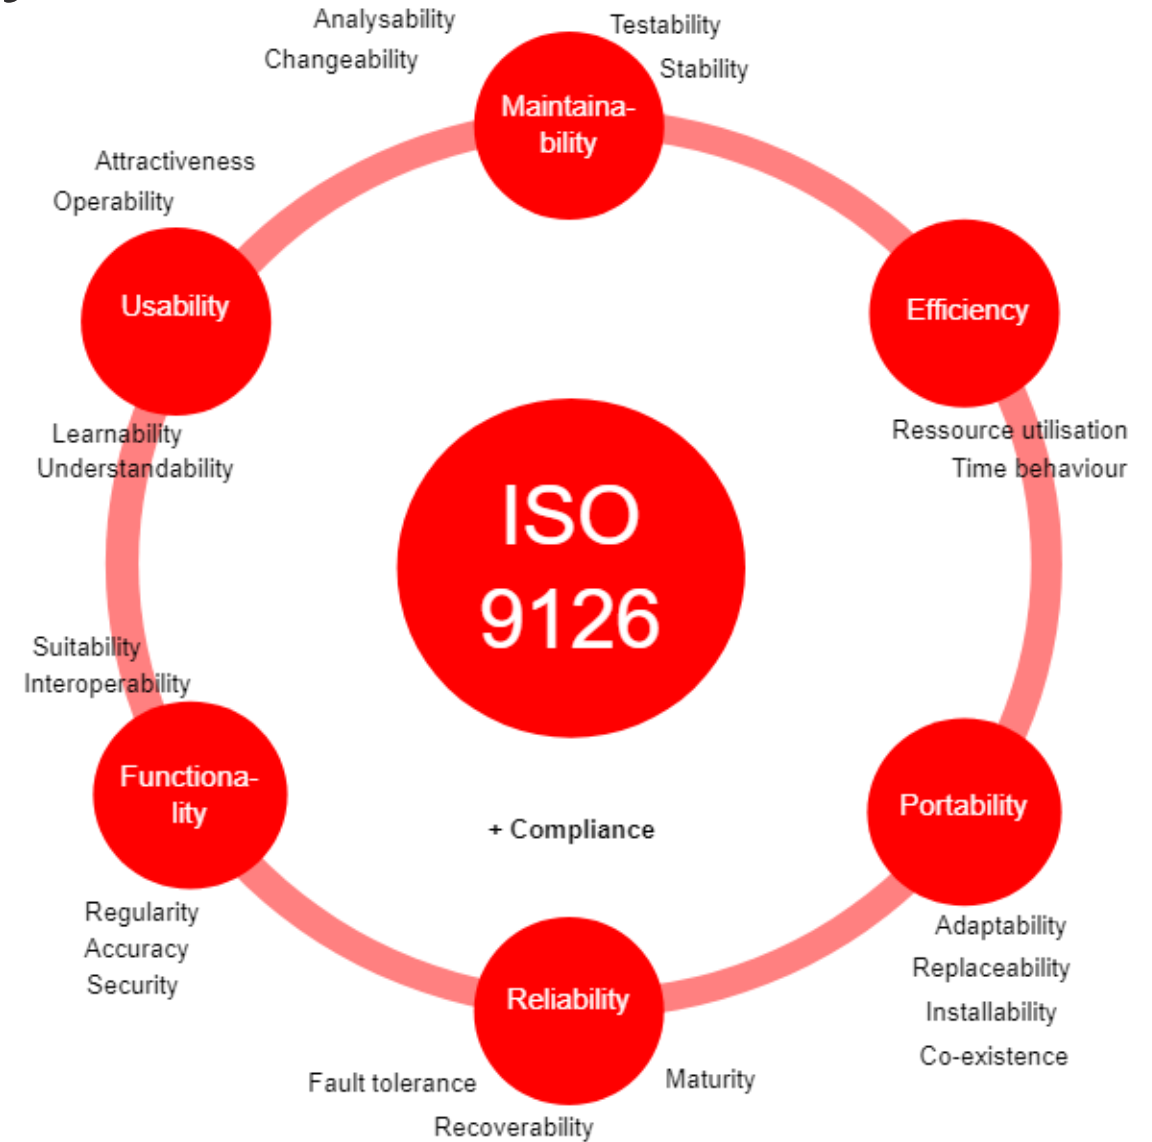 Analysability
Changeability
Testability
Stability
Maintaina-
bility
Attractiveness
Operability
Usability
Learnability
Understandability
Efficiency
Ressource utilisation
Time behaviour
ISO
9126
Suitability
Interoperability
Functiona-
lity
Regularity
Accuracy
Security
+ Compliance
Portability
Adaptability
Replaceability
Installability
Co-existence
Reliability
Fault tolerance
Maturity
Recoverability